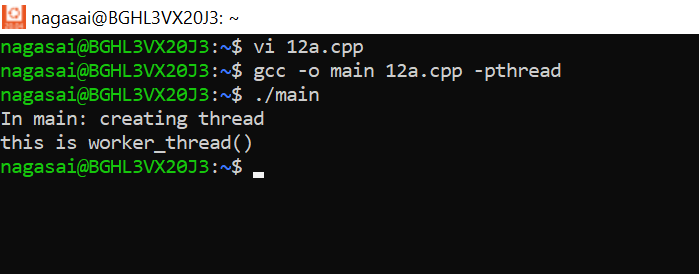 nagasai@BGHL3VX20J3: ~
nagasai@BGHL3VX20J3:~$ vi 12a.cpp
nagasai@BGHL3VX20J3:~$ gcc -o main 12a.cpp -pthread
nagasai@BGHL3VX20J3:~$ ./main
In main: creating thread
this is worker_thread()
nagasai@BGHL3VX20J3:~$